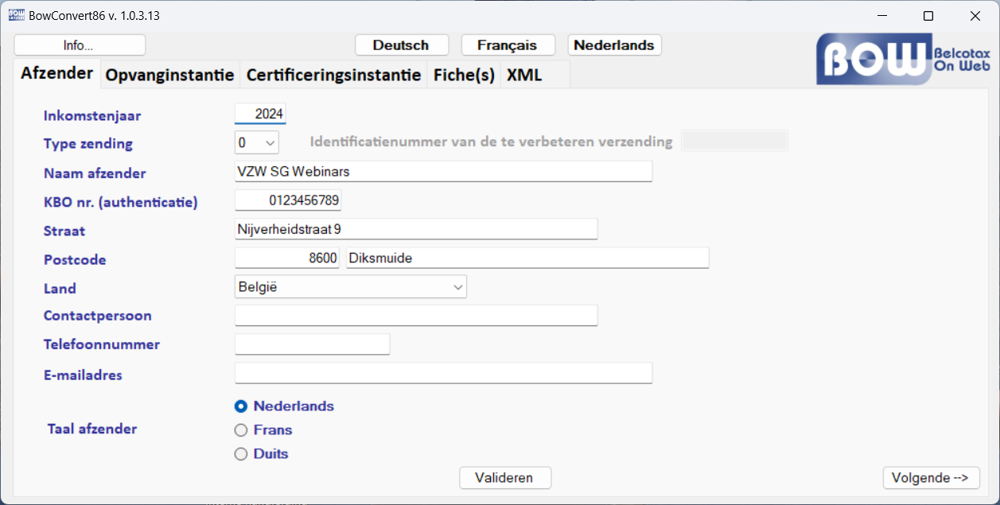 BowConvert86 v. 1.0.3.13
Info...
Deutsch
Français
Nederlands
BOW Belcotax
On Web
Afzender
Opvanginstantie
Certificeringsinstantie
Fiche(s)
XML
Inkomstenjaar 2024
Type zending 0 Identificatienummer van de te verbeteren verzending
Naam afzender VZW SG Webinars
KBO nr. (authenticatie) 0123456789
Straat Nijverheidstraat 9
Postcode 8600 Diksmuide
Land België
Contactpersoon
Telefoonnummer
E-mailadres
Nederlands
Taal afzender
Frans
Duits
Valideren
Volgende -->